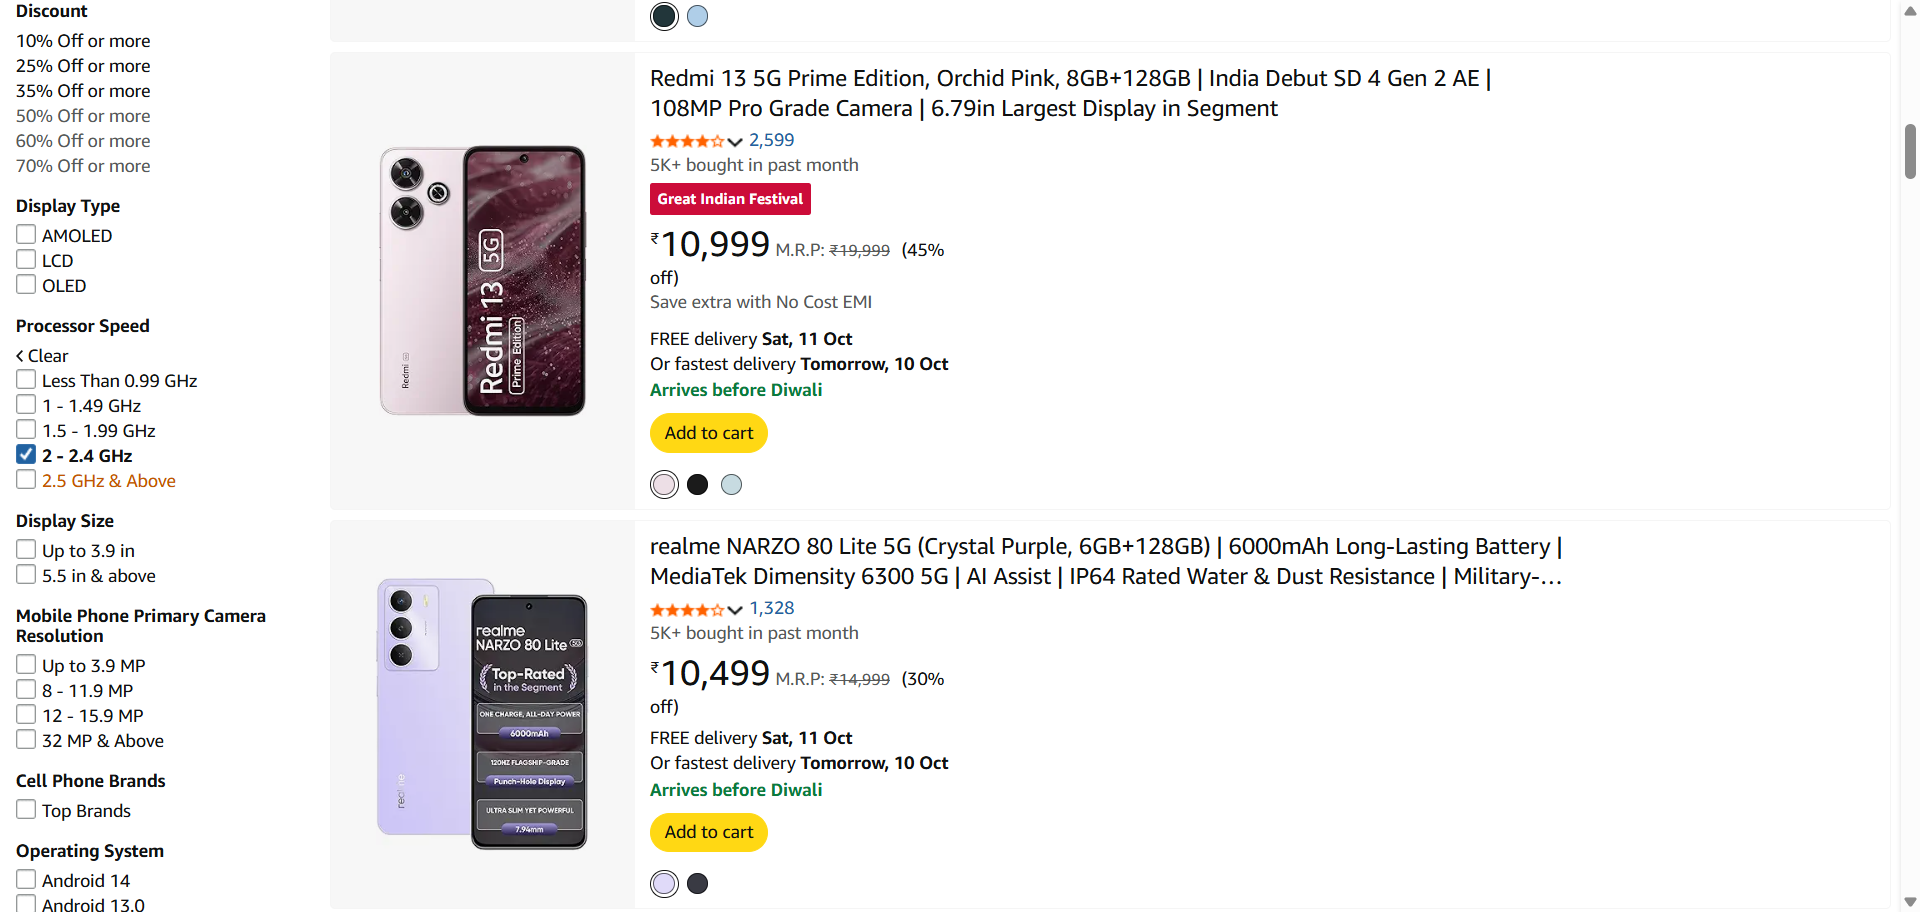 Discount
10% Off or more
25% Off or more
35% Off or more
50% Off or more
60% Off or more
70% Off or more
Display Type
AMOLED
LCD
OLED
Processor Speed
Clear
Less Than 0.99 GHz
1 - 1.49 GHz
1.5 - 1.99 GHz
2 - 2.4 GHz
2.5 GHz & Above
Display Size
Up to 3.9 in
5.5 in & above
Mobile Phone Primary Camera
Resolution
Up to 3.9 MP
8 - 11.9 MP
12 - 15.9 MP
32 MP & Above
Cell Phone Brands
Top Brands
Operating System
Android 14
Android 13.0
Redmi
Redmi 13 5G
Prime Edition
Redmi 13 5G Prime Edition, Orchid Pink, 8GB+128GB | India Debut SD 4 Gen 2 AE |
108MP Pro Grade Camera | 6.79in Largest Display in Segment
2,599
5K+ bought in past month
Great Indian Festival
₹10,999 M.R.P: ₹19,999 (45%
off)
Save extra with No Cost EMI
FREE delivery Sat, 11 Oct
Or fastest delivery Tomorrow, 10 Oct
Arrives before Diwali
Add to cart
realme
realme
NARZO 80 Lite 5G
Top-Rated
in the Segment
ONE CHARGE, ALL-DAY POWER
6000mAh
120HZ FLAGSHIP-GRADE
Punch-Hole Display
ULTRA SLIM YET POWERFUL
7.94mm
realme NARZO 80 Lite 5G (Crystal Purple, 6GB+128GB) | 6000mAh Long-Lasting Battery |
MediaTek Dimensity 6300 5G | AI Assist | IP64 Rated Water & Dust Resistance | Military-...
1,328
5K+ bought in past month
₹10,499 M.R.P: ₹14,999 (30%
off)
FREE delivery Sat, 11 Oct
Or fastest delivery Tomorrow, 10 Oct
Arrives before Diwali
Add to cart